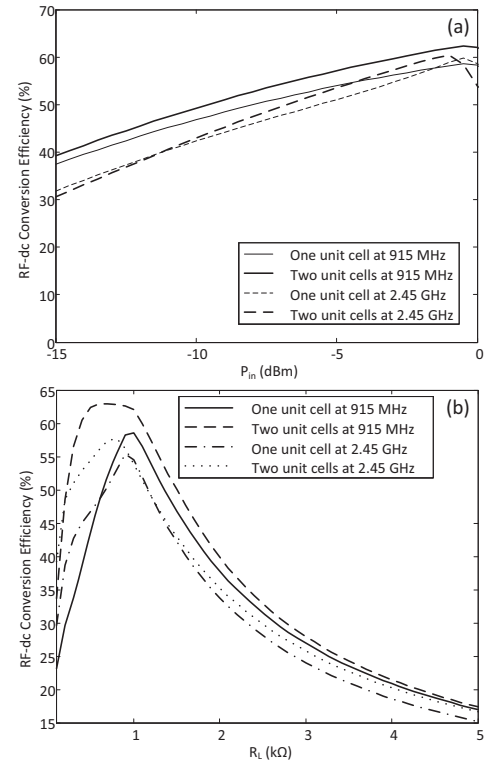 (a)
70
60
50
40
30
20
10
0
RF-dc Conversion Efficiency (%)
One unit cell at 915 MHz
Two unit cells at 915 MHz
One unit cell at 2.45 GHz
Two unit cells at 2.45 GHz
-15
-10
-5
0
Pin (dBm)
(b)
65
60
55
50
45
40
35
30
25
20
15
RF-dc Conversion Efficiency (%)
One unit cell at 915 MHz
Two unit cells at 915 MHz
One unit cell at 2.45 GHz
Two unit cells at 2.45 GHz
1
2
3
4
5
RL (kΩ)